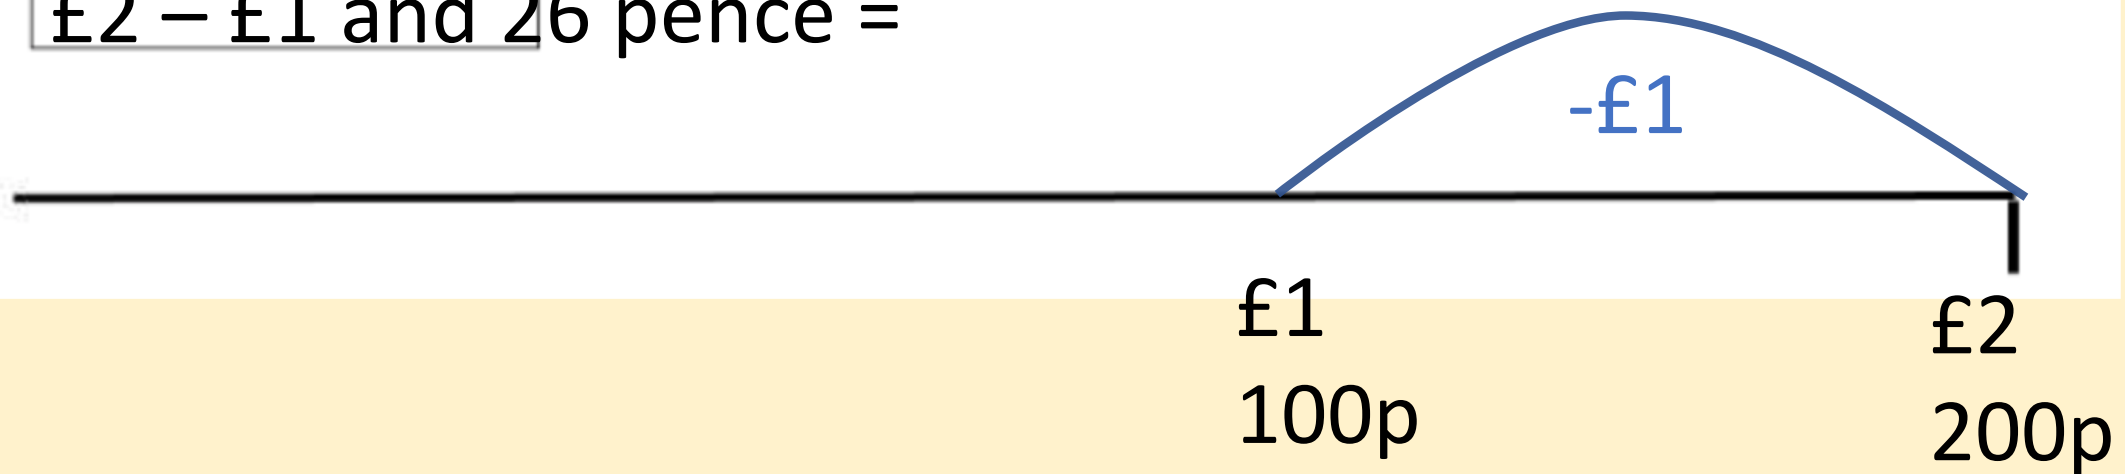 £2 – £1 and 26 pence =
-£1
£1
100p
£2
200p